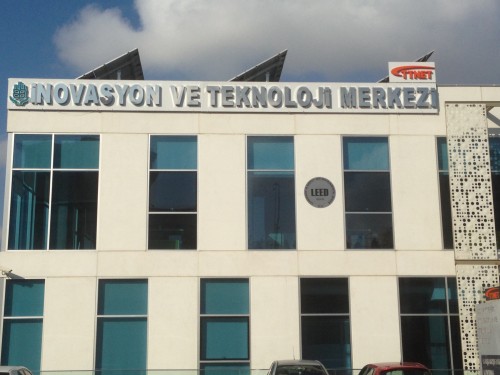 TTNET
İNOVASYON VE TEKNOLOJİ MERKEZİ
LEED